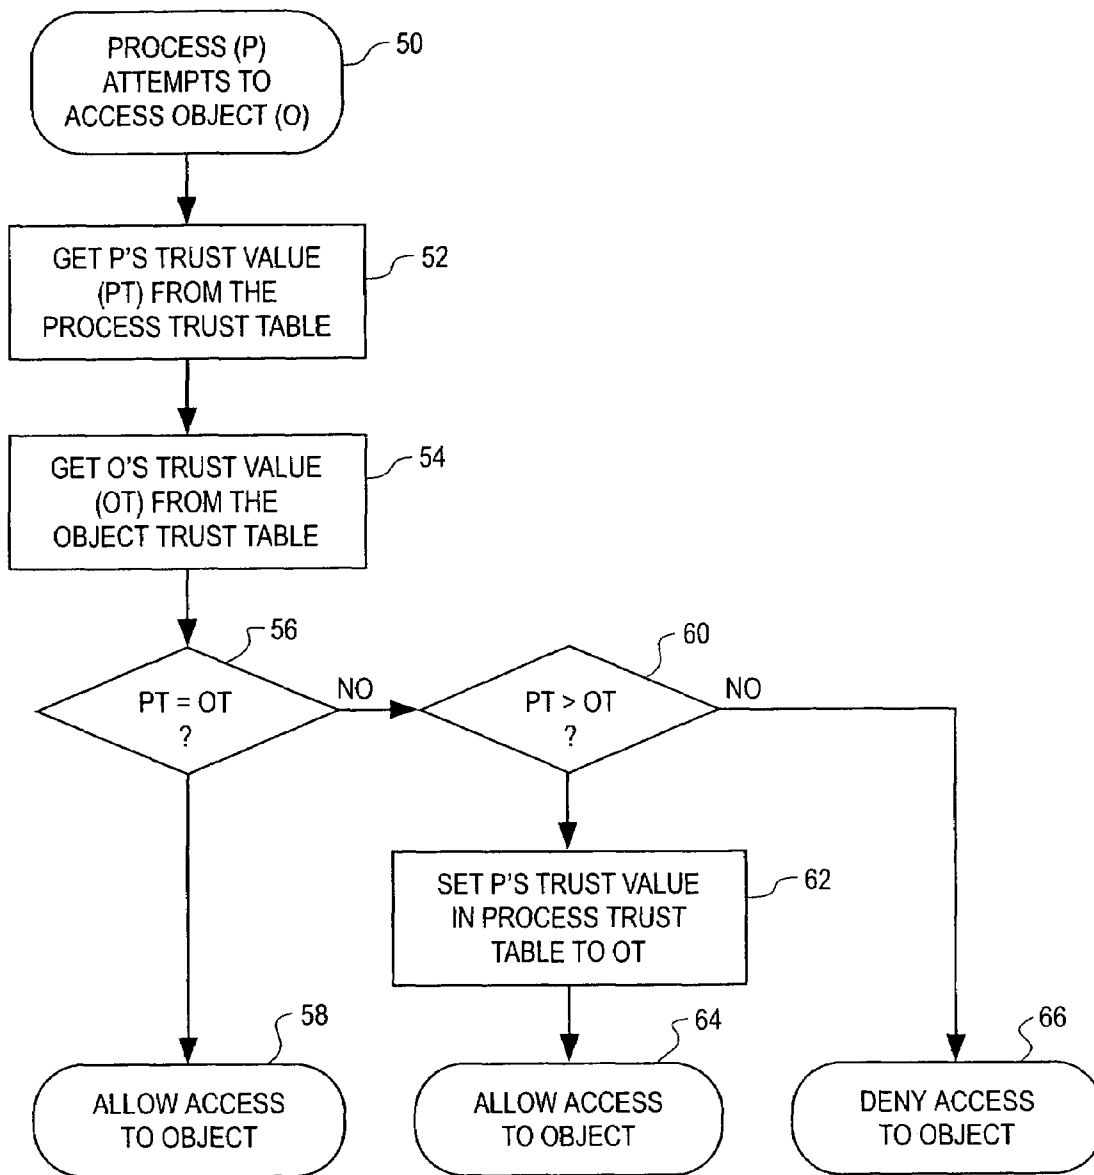 PROCESS (P)
ATTEMPTS TO
ACCESS OBJECT (O)
50
GET P'S TRUST VALUE
(PT) FROM THE
PROCESS TRUST TABLE
52
GET O'S TRUST VALUE
(OT) FROM THE
OBJECT TRUST TABLE
54
PT = OT
?
56
NO
PT > OT
?
60
NO
SET P'S TRUST VALUE
IN PROCESS TRUST
TABLE TO OT
62
ALLOW ACCESS
TO OBJECT
58
ALLOW ACCESS
TO OBJECT
64
DENY ACCESS
TO OBJECT
66